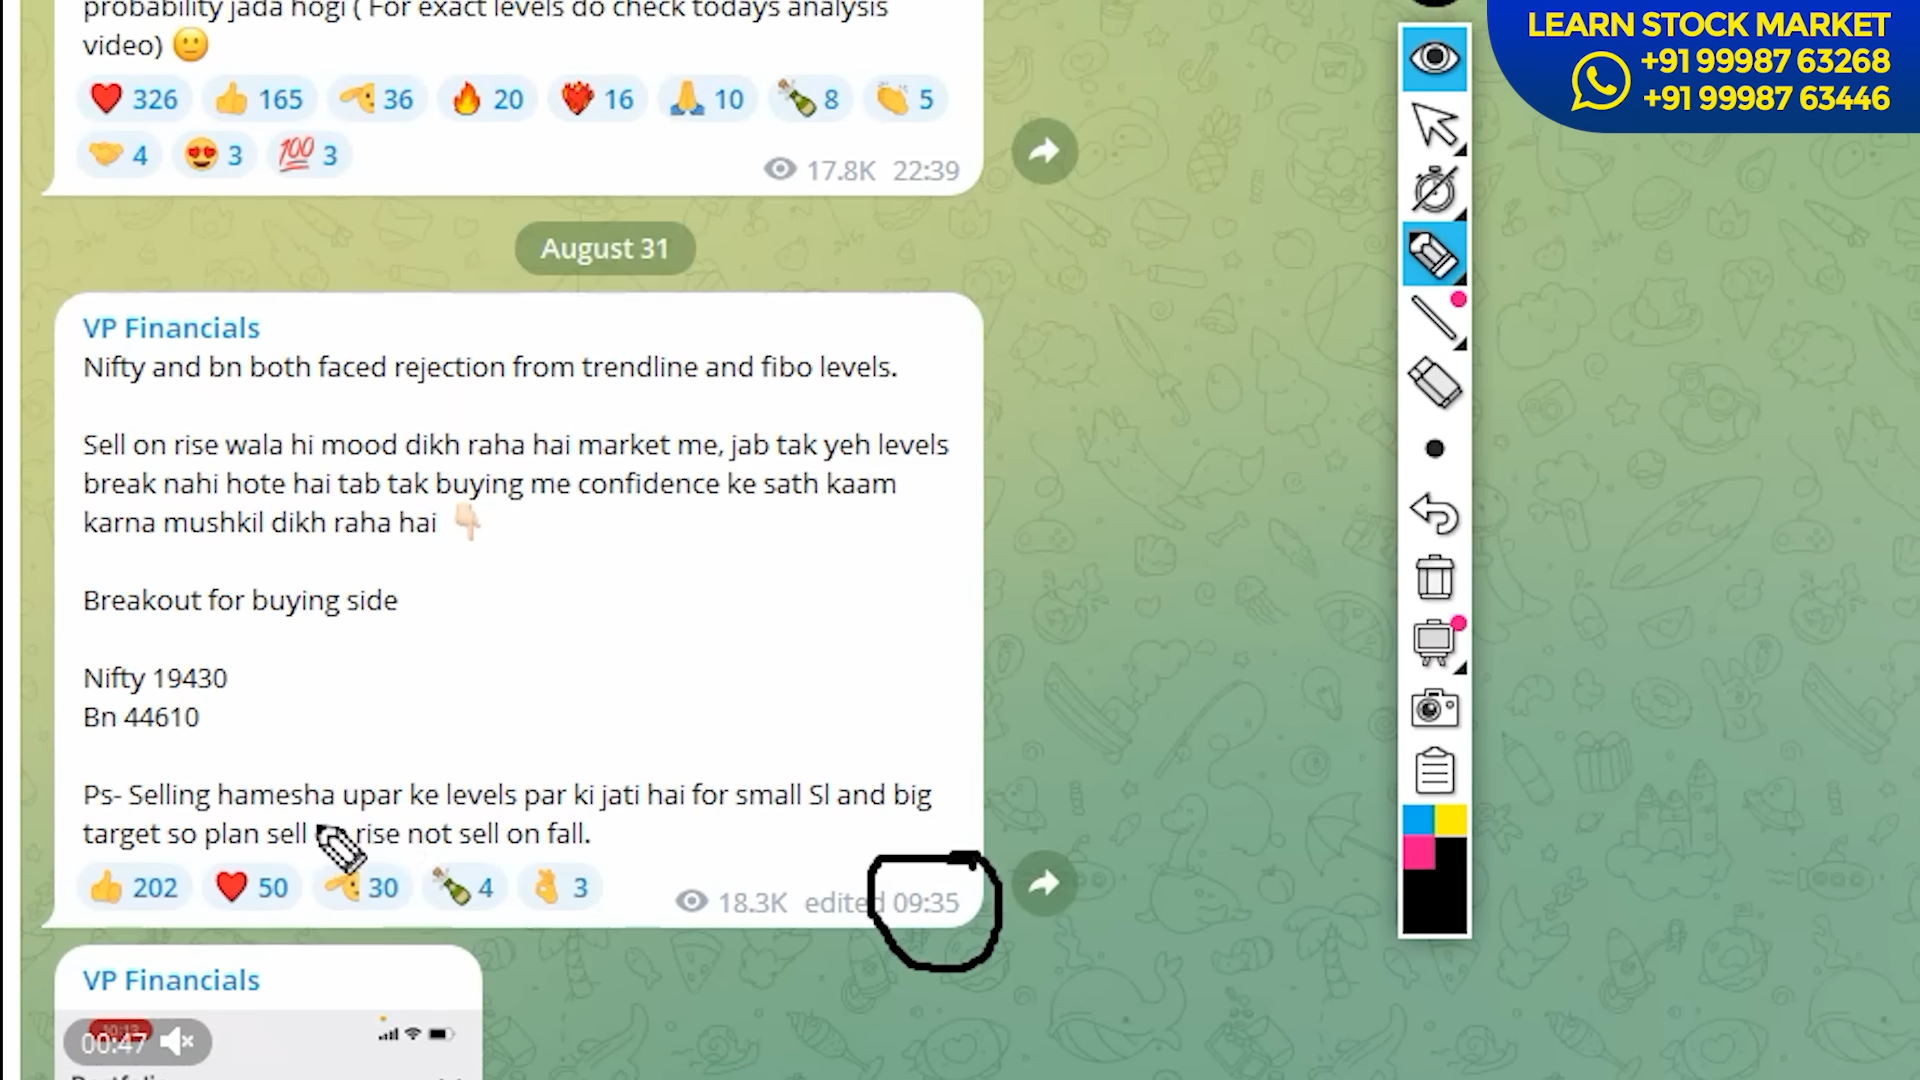 probability jada hogi ( For exact levels do check todays analysis
video)
326 165 36 20 16 10 8 5
4 3 100 3
17.8K 22:39
LEARN STOCK MARKET
+91 99987 63268
+91 99987 63446
August 31
VP Financials
Nifty and bn both faced rejection from trendline and fibo levels.
Sell on rise wala hi mood dikh raha hai market me, jab tak yeh levels
break nahi hote hai tab tak buying me confidence ke sath kaam
karna mushkil dikh raha hai
Breakout for buying side
Nifty 19430
Bn 44610
Ps- Selling hamesha upar ke levels par ki jati hai for small Sl and big
target so plan sell rise not sell on fall.
202 50 30 4 3
18.3K edited 09:35
VP Financials
00:47